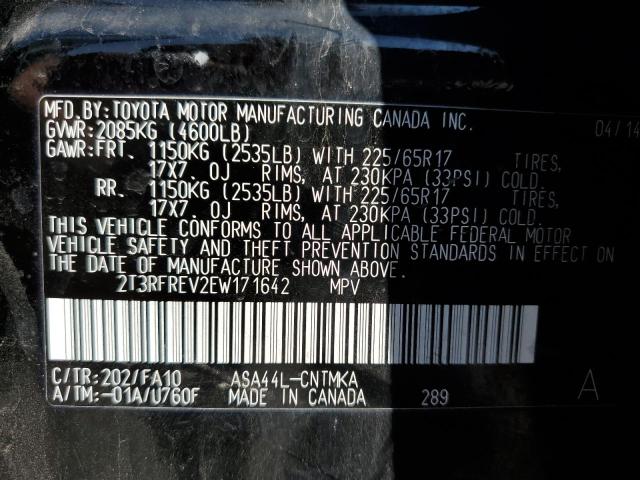 MFD. BY: TOYOTA MOTOR MANUFACTURING CANADA INC. 04/14
GVWR: 2085KG (4600LB)
GAWR: FRT. 1150KG (2535LB) WITH 225/65R17 TIRES,
17X7.0J RIMS, AT 230KPA (33PSI) COLD.
RR. 1150KG (2535LB) WITH 225/65R17 TIRES,
17X7.0J RIMS, AT 230KPA (33PSI) COLD.
THIS VEHICLE CONFORMS TO ALL APPLICABLE FEDERAL MOTOR
VEHICLE SAFETY AND THEFT PREVENTION STANDARDS IN EFFECT ON
THE DATE OF MANUFACTURE SHOWN ABOVE.
2T3RFREV2EW171642 MPV
C/TR: 202/FA10 ASA44L-CNTMKA A
A/TM: -01A/U760F MADE IN CANADA 289